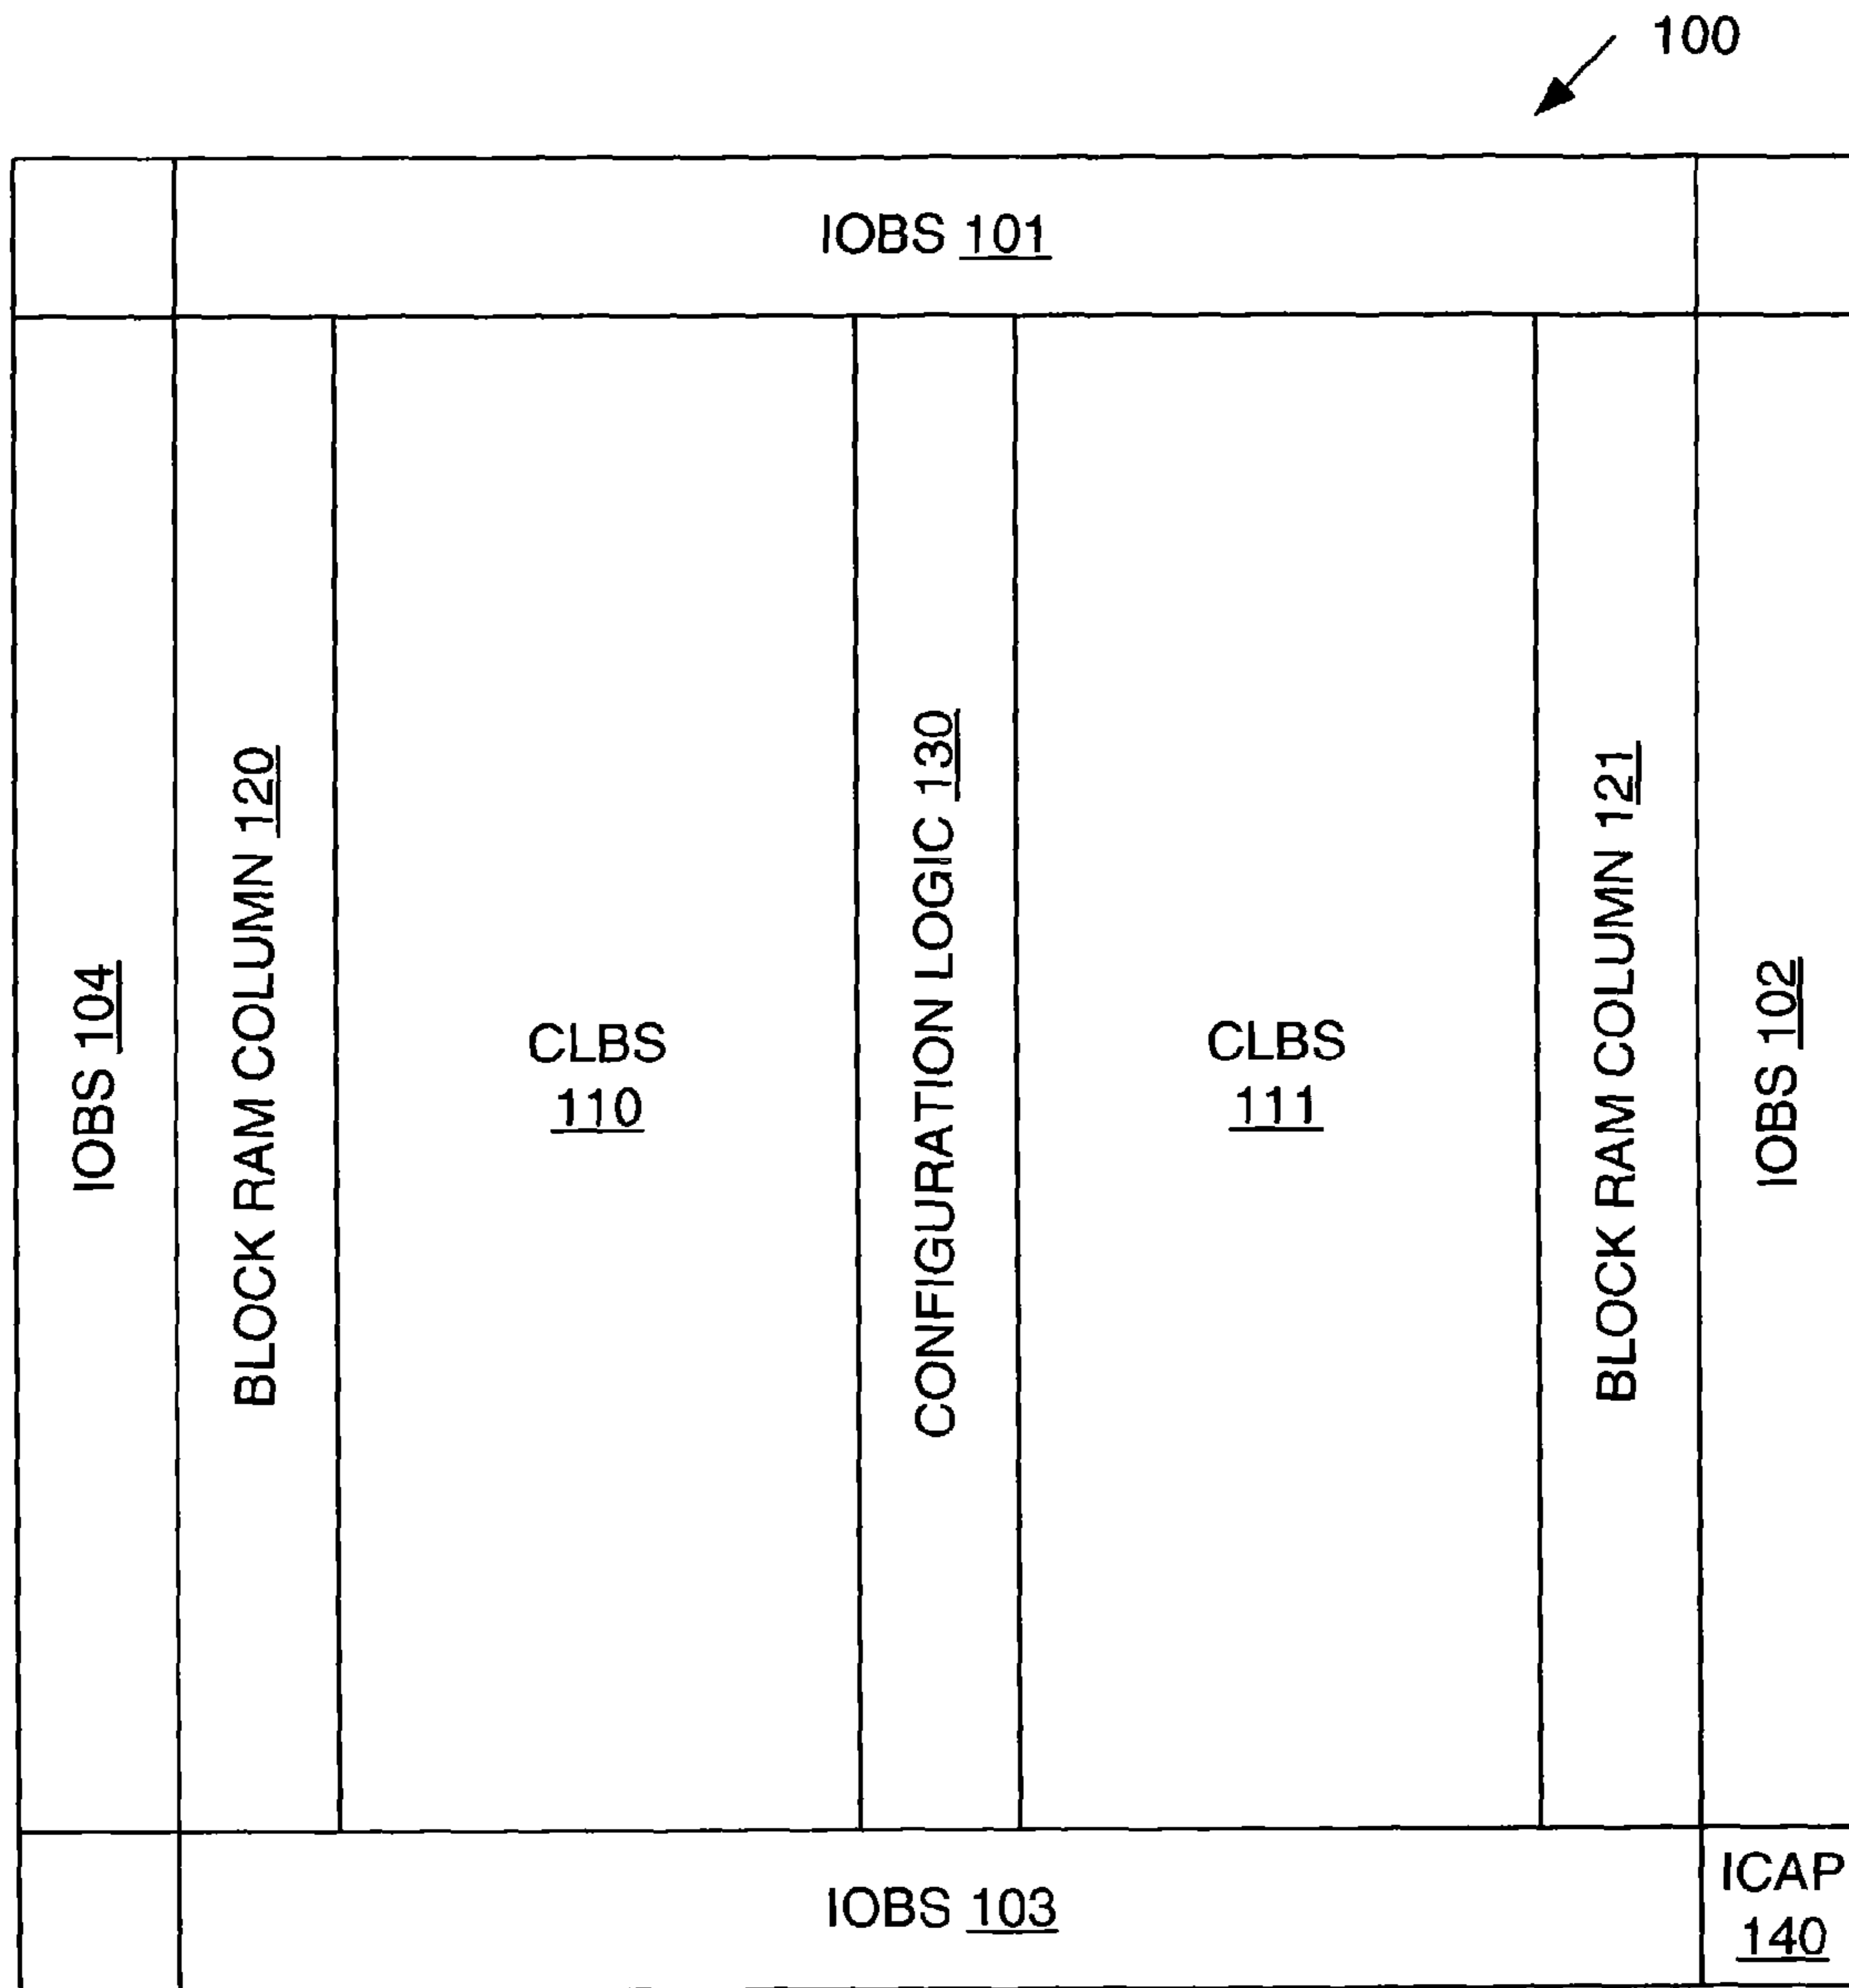 100
IOBS 101
IOBS 104
BLOCK RAM COLUMN 120
CLBS
110
CONFIGURATION LOGIC 130
CLBS
111
BLOCK RAM COLUMN 121
IOBS 102
IOBS 103
ICAP
140